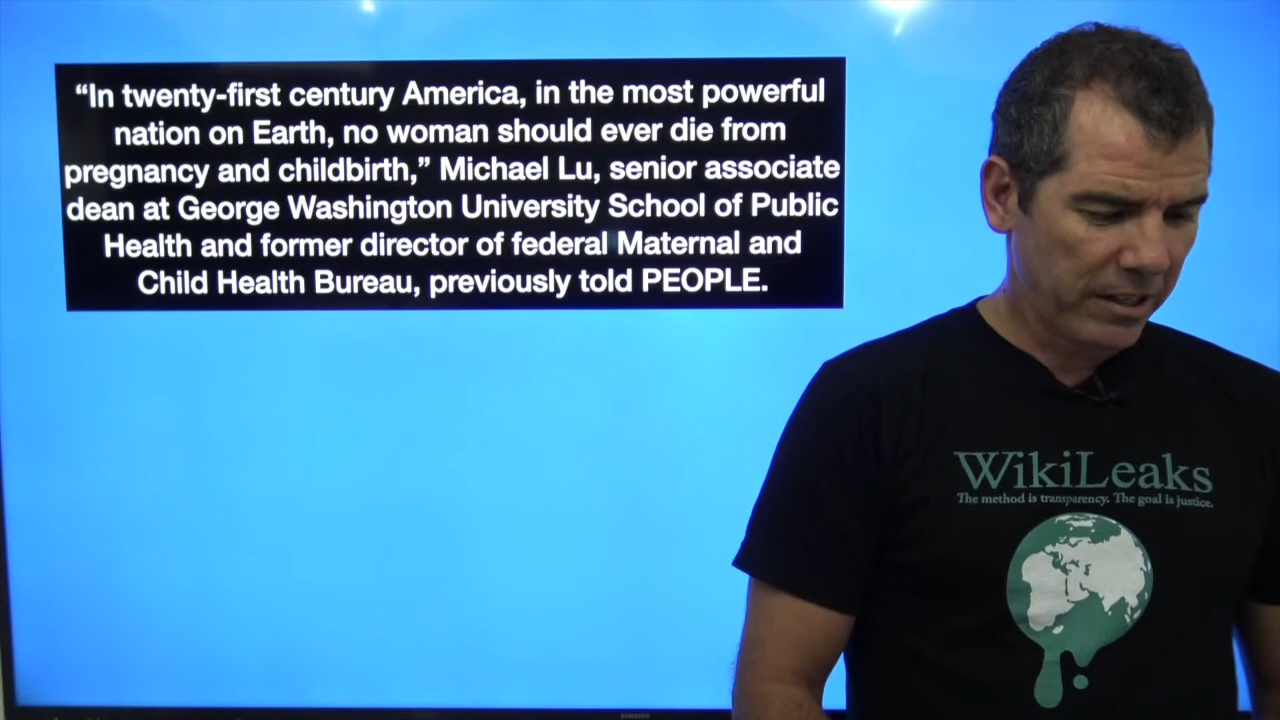 “In twenty-first century America, in the most powerful
nation on Earth, no woman should ever die from
pregnancy and childbirth,” Michael Lu, senior associate
dean at George Washington University School of Public
Health and former director of federal Maternal and
Child Health Bureau, previously told PEOPLE.
WikiLeaks
The method is transparency. The goal is justice.
SAMSUNG